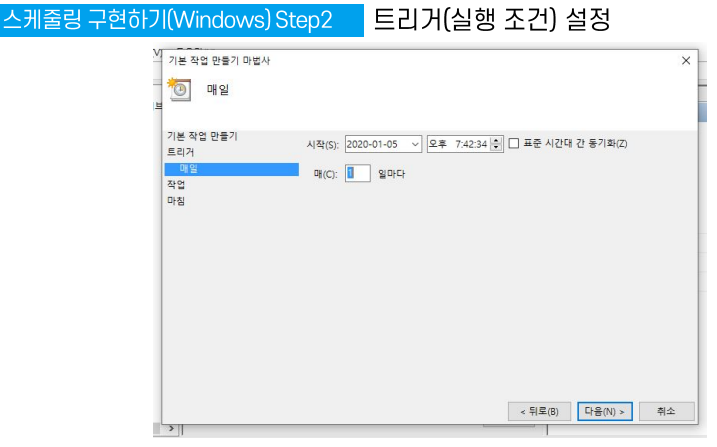 스케줄링 구현하기(Windows) Step2
트리거(실행 조건) 설정
기본 작업 만들기 마법사
매일
기본 작업 만들기
트리거
매일
작업
마침
시작(S): 2020-01-05 오후 7:42:34 표준 시간대 간 동기화(Z)
매(C): 1 일마다
< 뒤로(B) 다음(N) > 취소